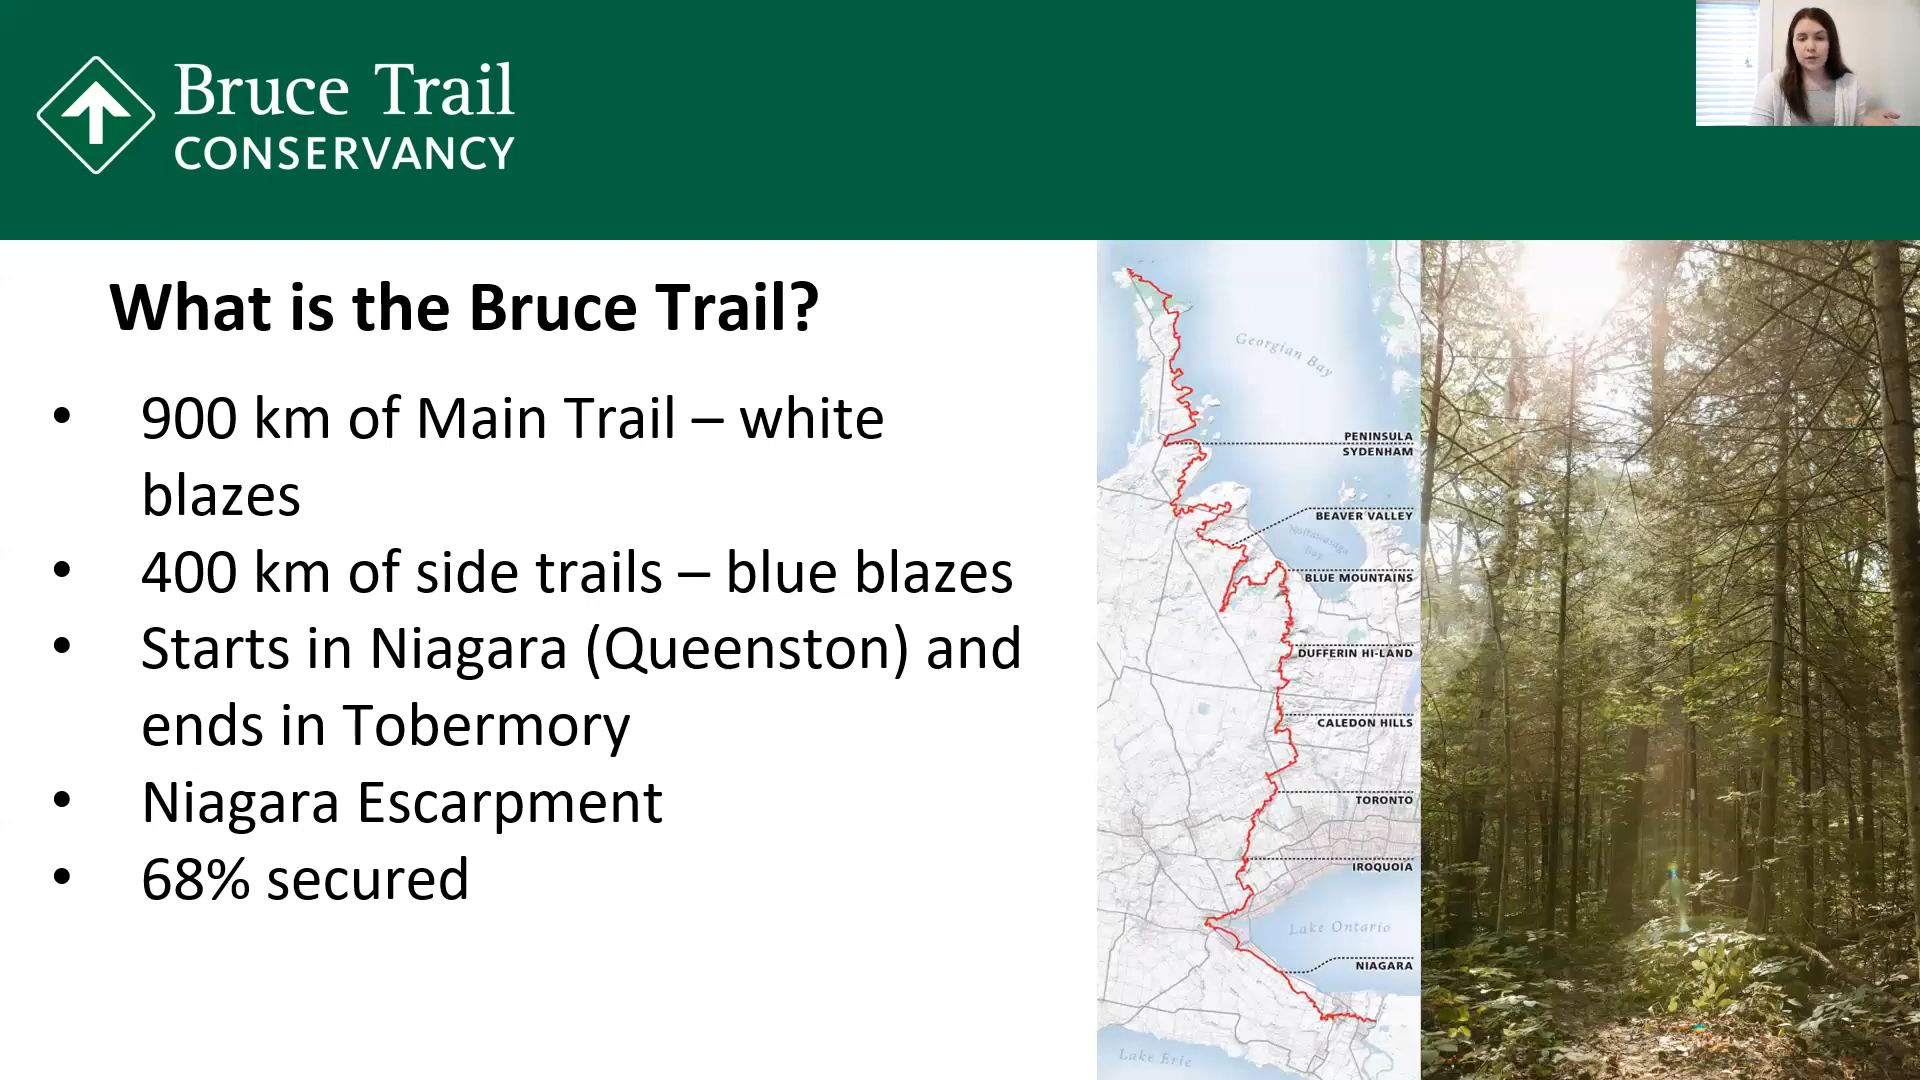 Bruce Trail
CONSERVANCY
What is the Bruce Trail?
• 900 km of Main Trail – white
blazes
• 400 km of side trails – blue blazes
• Starts in Niagara (Queenston) and
ends in Tobermory
• Niagara Escarpment
• 68% secured
Georgian Bay
PENINSULA
SYDENHAM
BEAVER VALLEY
Nottawasaga
Bay
BLUE MOUNTAINS
DUFFERIN HI-LAND
CALEDON HILLS
TORONTO
IROQUOIA
Lake Ontario
NIAGARA
Lake Erie